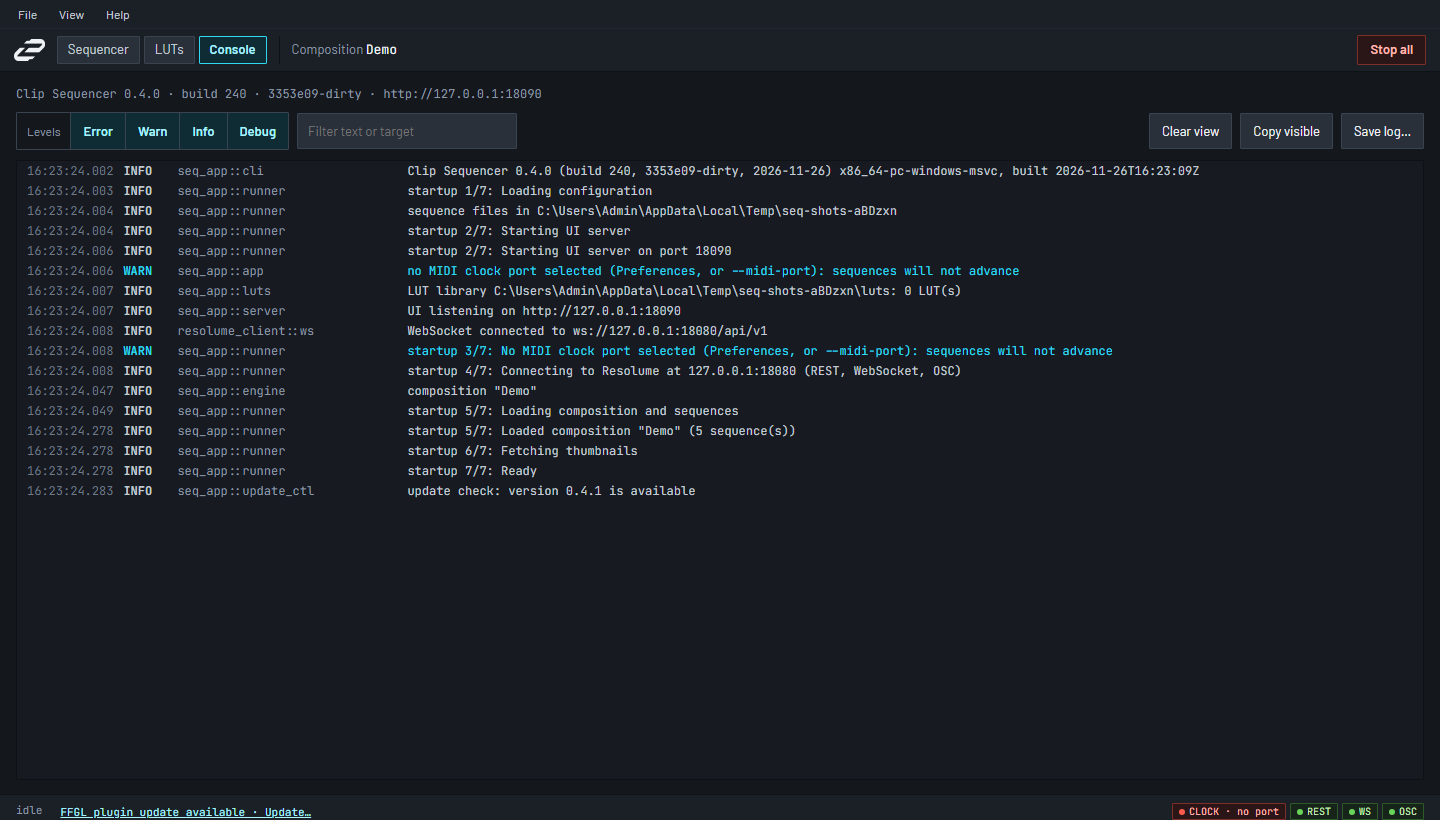 File View Help
Sequencer LUTs Console Composition Demo Stop all
Clip Sequencer 0.4.0 · build 240 · 3353e09-dirty · http://127.0.0.1:18090
Levels Error Warn Info Debug Filter text or target Clear view Copy visible Save log…
16:23:24.002 INFO seq_app::cli Clip Sequencer 0.4.0 (build 240, 3353e09-dirty, 2026-11-26) x86_64-pc-windows-msvc, built 2026-11-26T16:23:09Z
16:23:24.003 INFO seq_app::runner startup 1/7: Loading configuration
16:23:24.004 INFO seq_app::runner sequence files in C:\Users\Admin\AppData\Local\Temp\seq-shots-aBDzxn
16:23:24.004 INFO seq_app::runner startup 2/7: Starting UI server
16:23:24.006 INFO seq_app::runner startup 2/7: Starting UI server on port 18090
16:23:24.006 WARN seq_app::app no MIDI clock port selected (Preferences, or --midi-port): sequences will not advance
16:23:24.007 INFO seq_app::luts LUT library C:\Users\Admin\AppData\Local\Temp\seq-shots-aBDzxn\luts: 0 LUT(s)
16:23:24.007 INFO seq_app::server UI listening on http://127.0.0.1:18090
16:23:24.008 INFO resolume_client::ws WebSocket connected to ws://127.0.0.1:18080/api/v1
16:23:24.008 WARN seq_app::runner startup 3/7: No MIDI clock port selected (Preferences, or --midi-port): sequences will not advance
16:23:24.008 INFO seq_app::runner startup 4/7: Connecting to Resolume at 127.0.0.1:18080 (REST, WebSocket, OSC)
16:23:24.047 INFO seq_app::engine composition "Demo"
16:23:24.049 INFO seq_app::runner startup 5/7: Loading composition and sequences
16:23:24.278 INFO seq_app::runner startup 5/7: Loaded composition "Demo" (5 sequence(s))
16:23:24.278 INFO seq_app::runner startup 6/7: Fetching thumbnails
16:23:24.278 INFO seq_app::runner startup 7/7: Ready
16:23:24.283 INFO seq_app::update_ctl update check: version 0.4.1 is available
idle FFGL plugin update available · Update… CLOCK · no port REST WS OSC